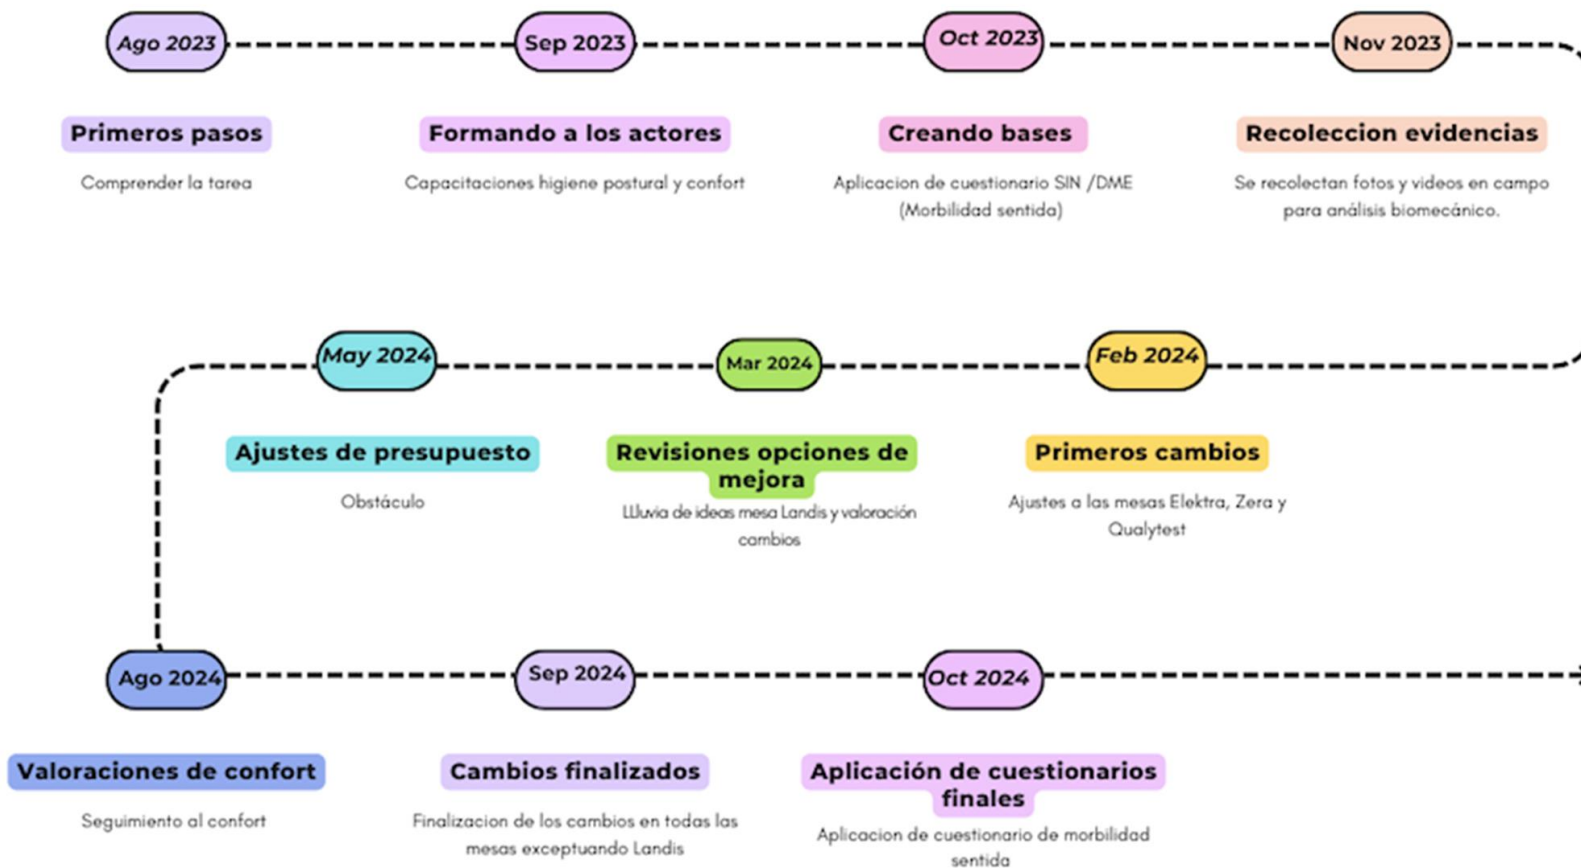 Ago 2023
Sep 2023
Oct 2023
Nov 2023
Primeros pasos
Comprender la tarea
Formando a los actores
Capacitaciones higiene postural y confort
Creando bases
Aplicacion de cuestionario SIN /DME
(Morbilidad sentida)
Recoleccion evidencias
Se recolectan fotos y videos en campo
para análisis biomecánico.
Feb 2024
Mar 2024
May 2024
Primeros cambios
Ajustes a las mesas Elektra, Zera y
Qualytest
Revisiones opciones de
mejora
LLluvia de ideas mesa Landis y valoración
cambios
Ajustes de presupuesto
Obstáculo
Ago 2024
Sep 2024
Oct 2024
Valoraciones de confort
Seguimiento al confort
Cambios finalizados
Finalizacion de los cambios en todas las
mesas exceptuando Landis
Aplicación de cuestionarios
finales
Aplicacion de cuestionario de morbilidad
sentida